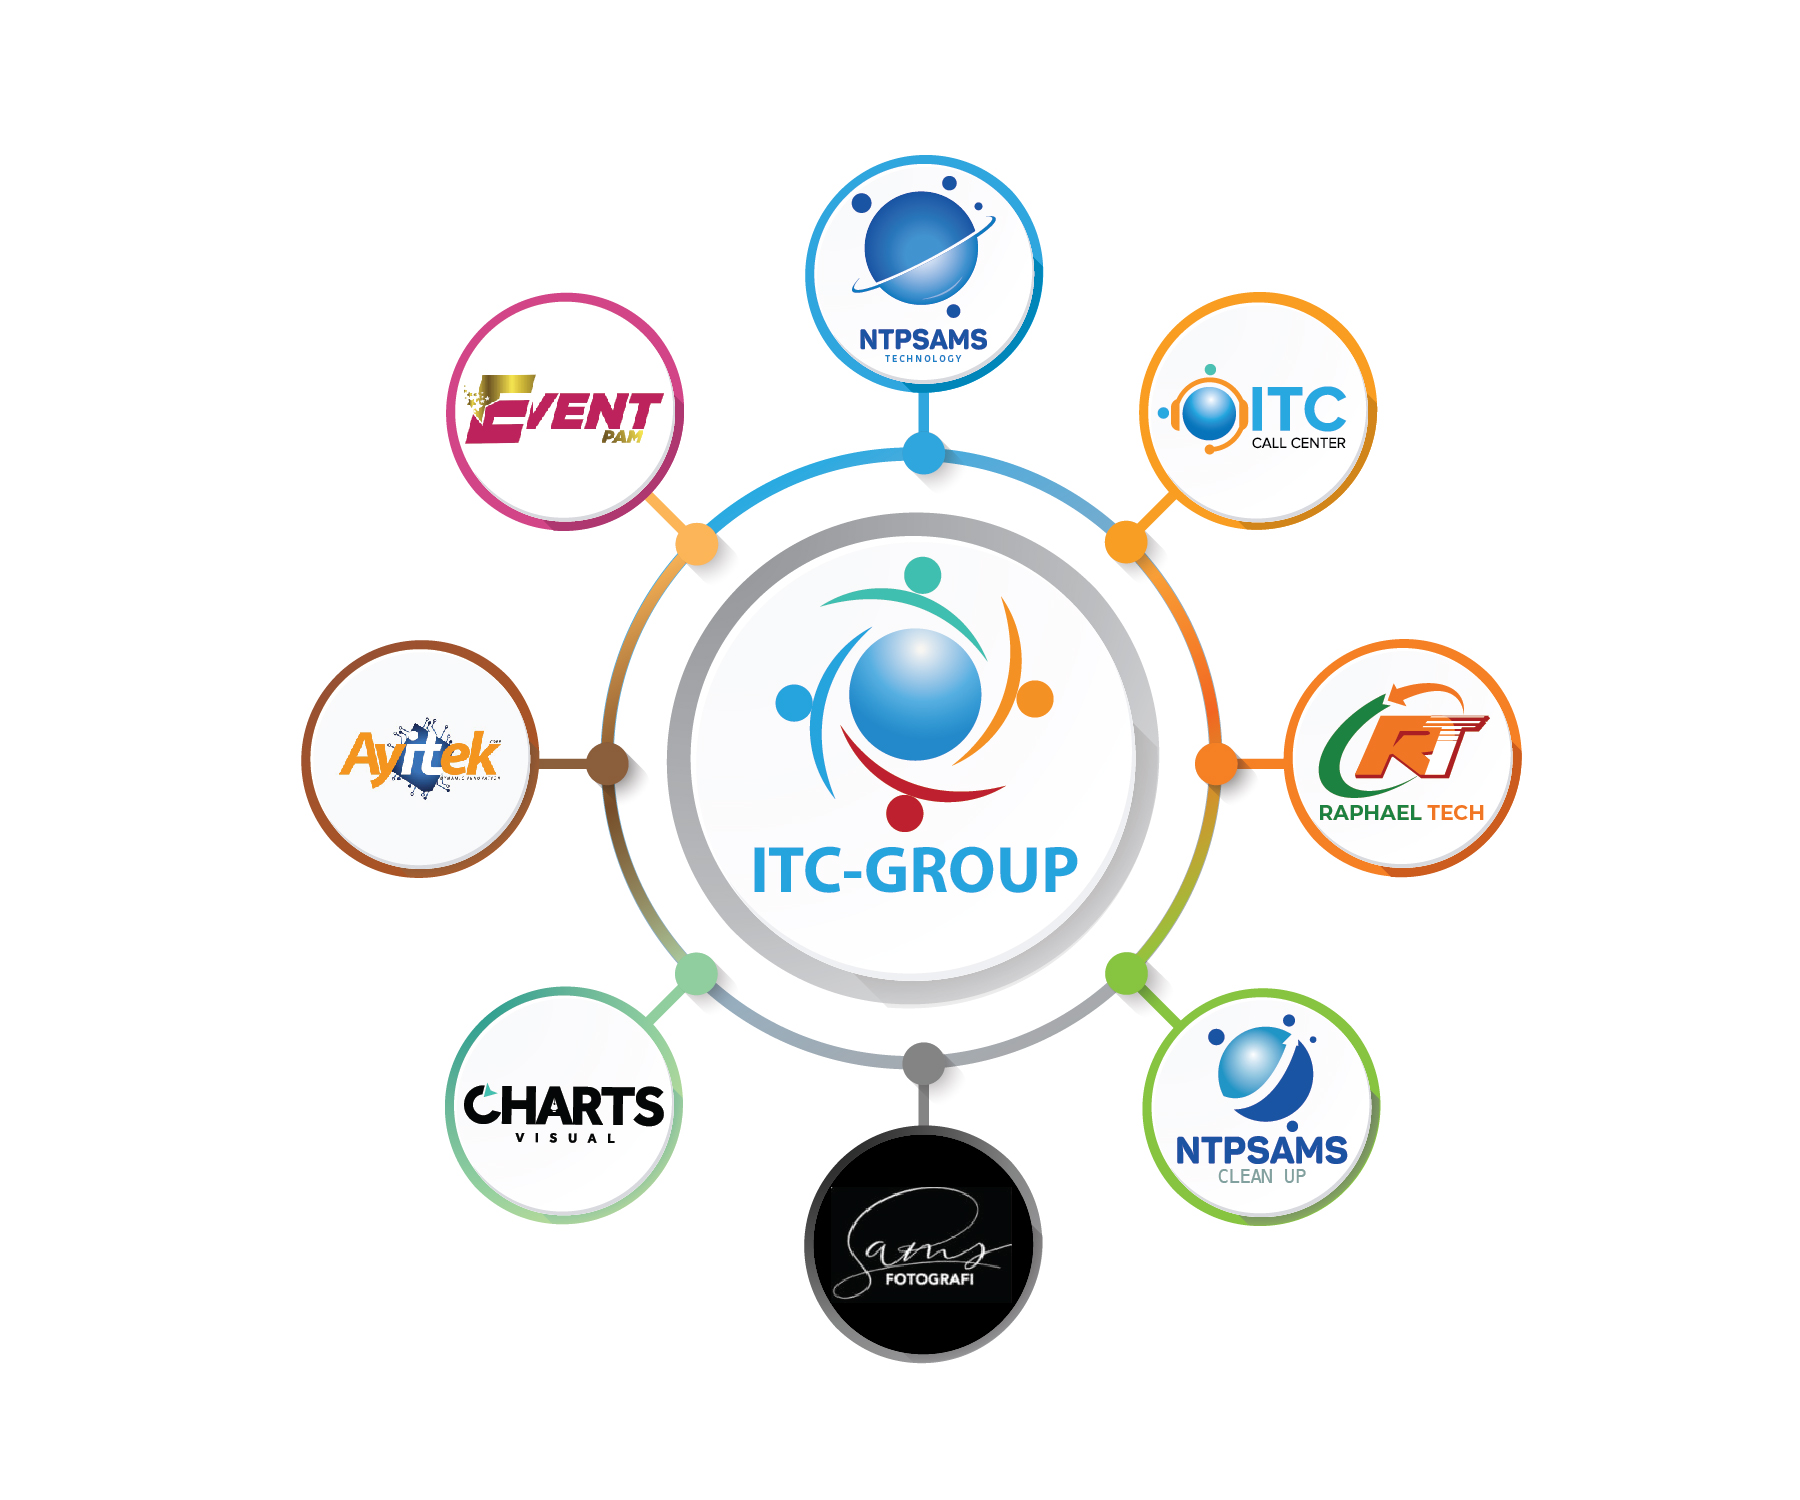 NTPSAMS
TECHNOLOGY
EVENT
PAM
ITC
CALL CENTER
Ayitek
RT
RAPHAEL TECH
ITC-GROUP
CHARTS
VISUAL
NTPSAMS
CLEAN UP
Sams
FOTOGRAFI